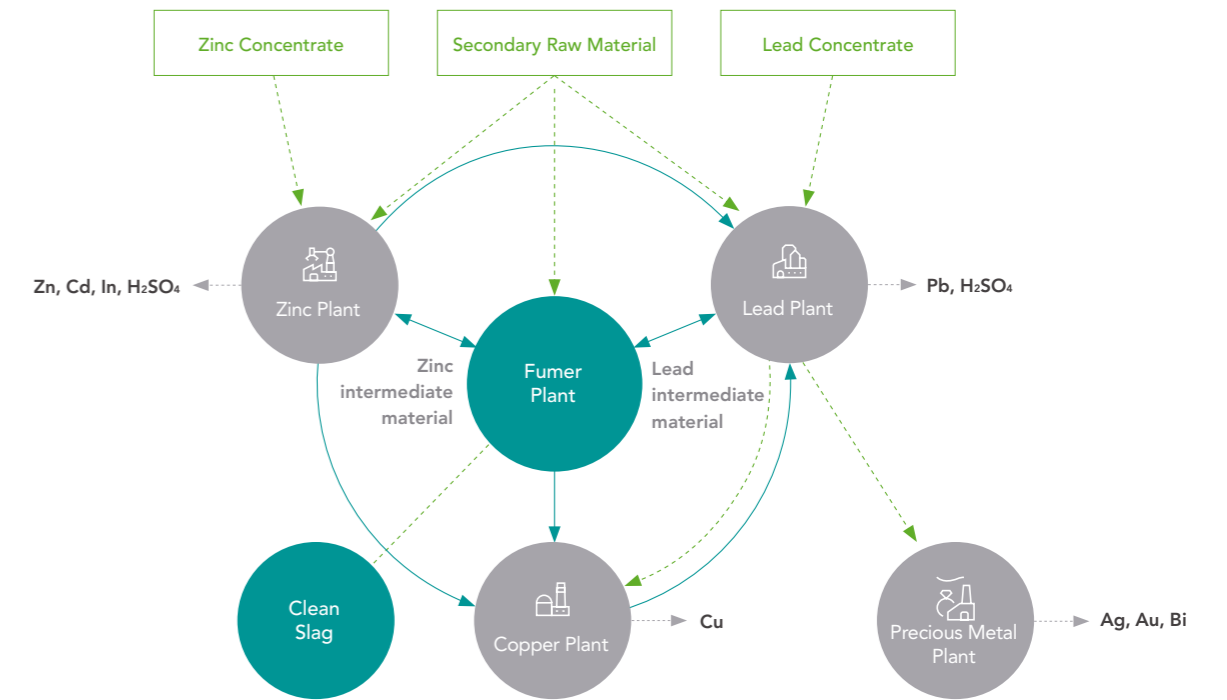 Zinc Concentrate
Secondary Raw Material
Lead Concentrate
Zn, Cd, In, H₂SO₄
Zinc Plant
Lead Plant
Pb, H₂SO₄
Zinc
intermediate
material
Fumer
Plant
Lead
intermediate
material
Clean
Slag
Copper Plant
Cu
Precious Metal
Plant
Ag, Au, Bi